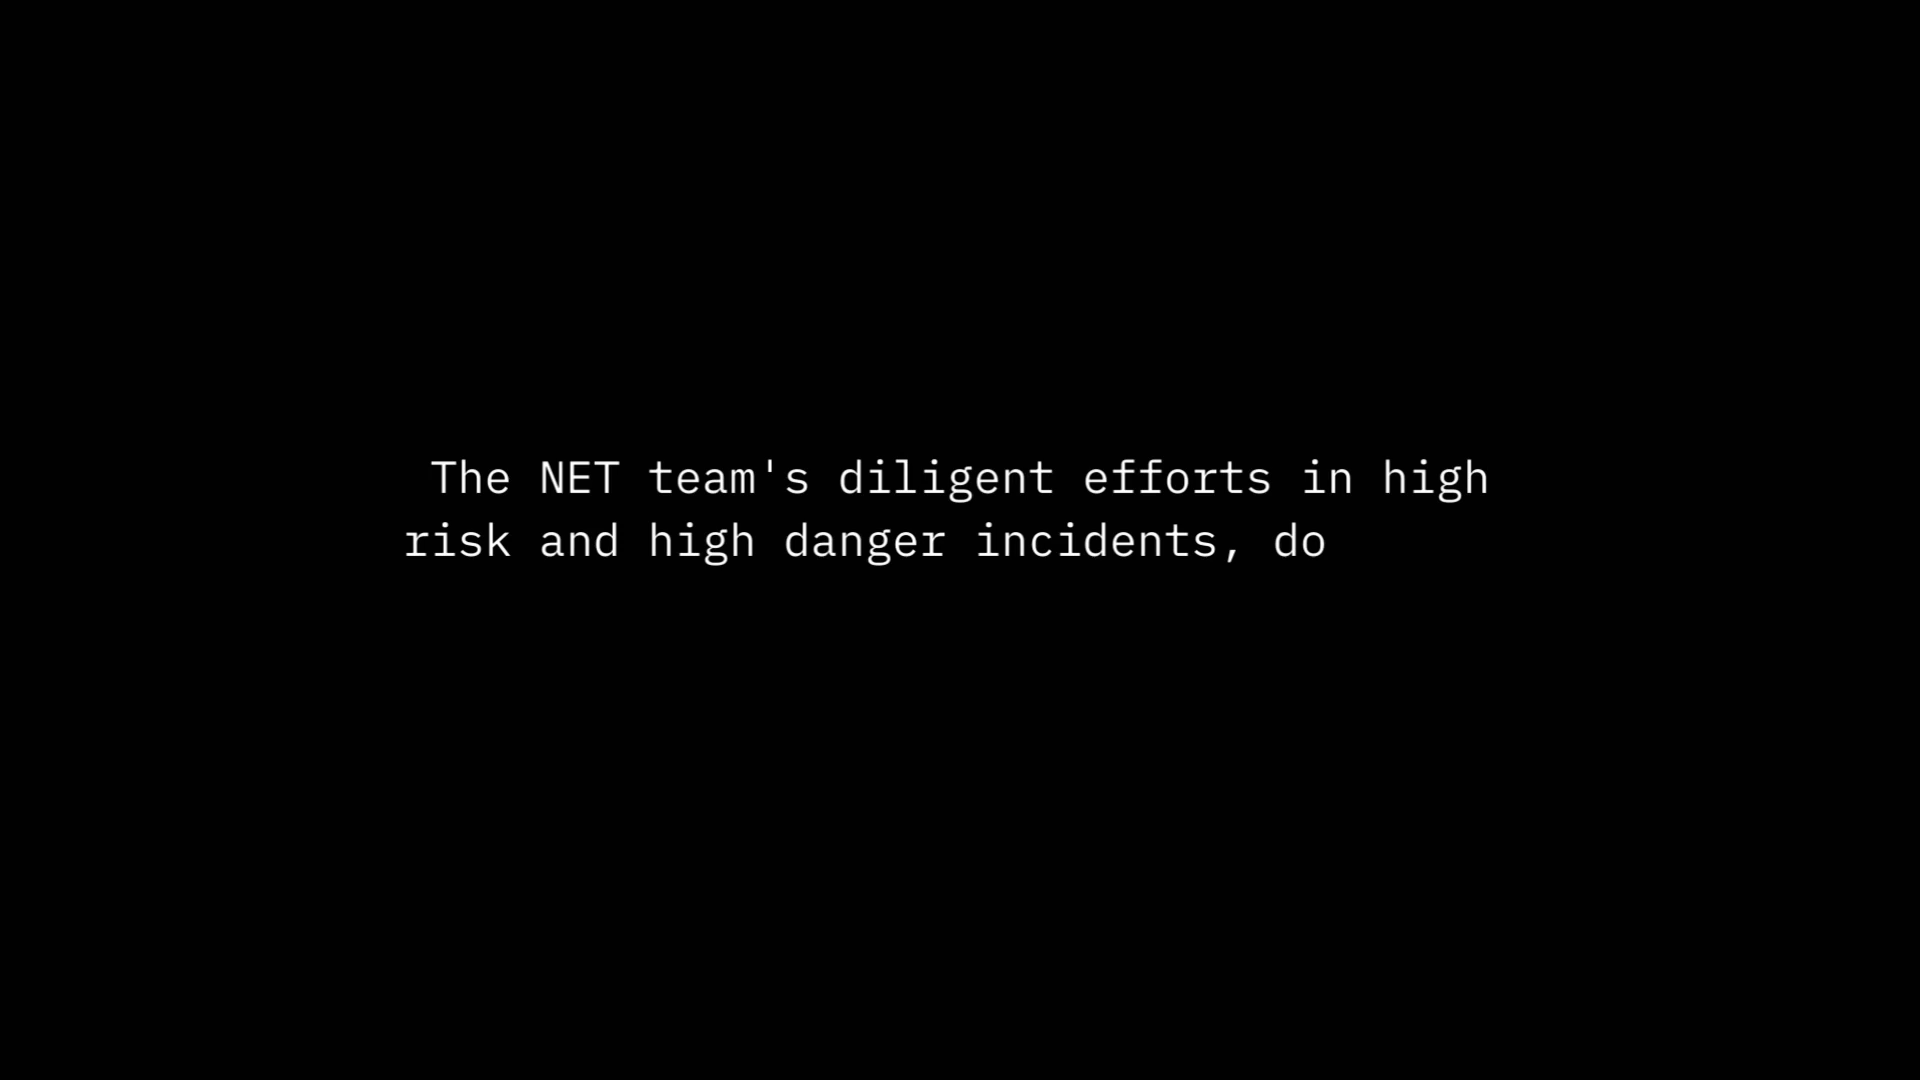 The NET team's diligent efforts in high
risk and high danger incidents, do